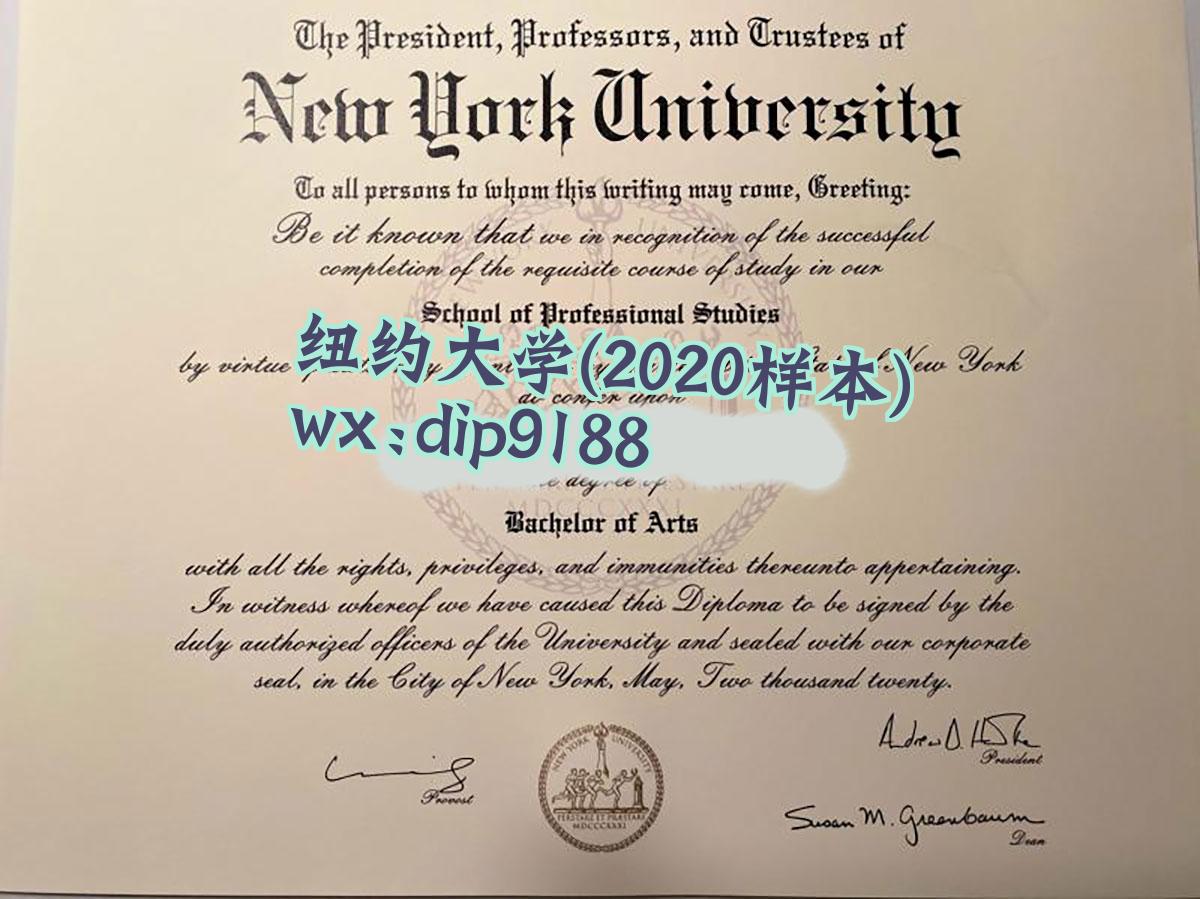 The President, Professors, and Trustees of
New York University
To all persons to whom this writing may come, Greeting:
Be it known that we in recognition of the successful
completion of the requisite course of study in our
School of Professional Studies
by virtue New York
纽约大学(2020样本)
do confer upon
wx:dip9188
degree of
Bachelor of Arts
with all the rights, privileges, and immunities thereunto appertaining.
In witness whereof we have caused this Diploma to be signed by the
duly authorized officers of the University and sealed with our corporate
seal, in the City of New York, May, Two thousand twenty.
President
Provost
NEW YORK UNIVERSITY
PERSTARE ET PRÆSTARE
MDCCCXXXI
Susan M. Greenbaum
Dean